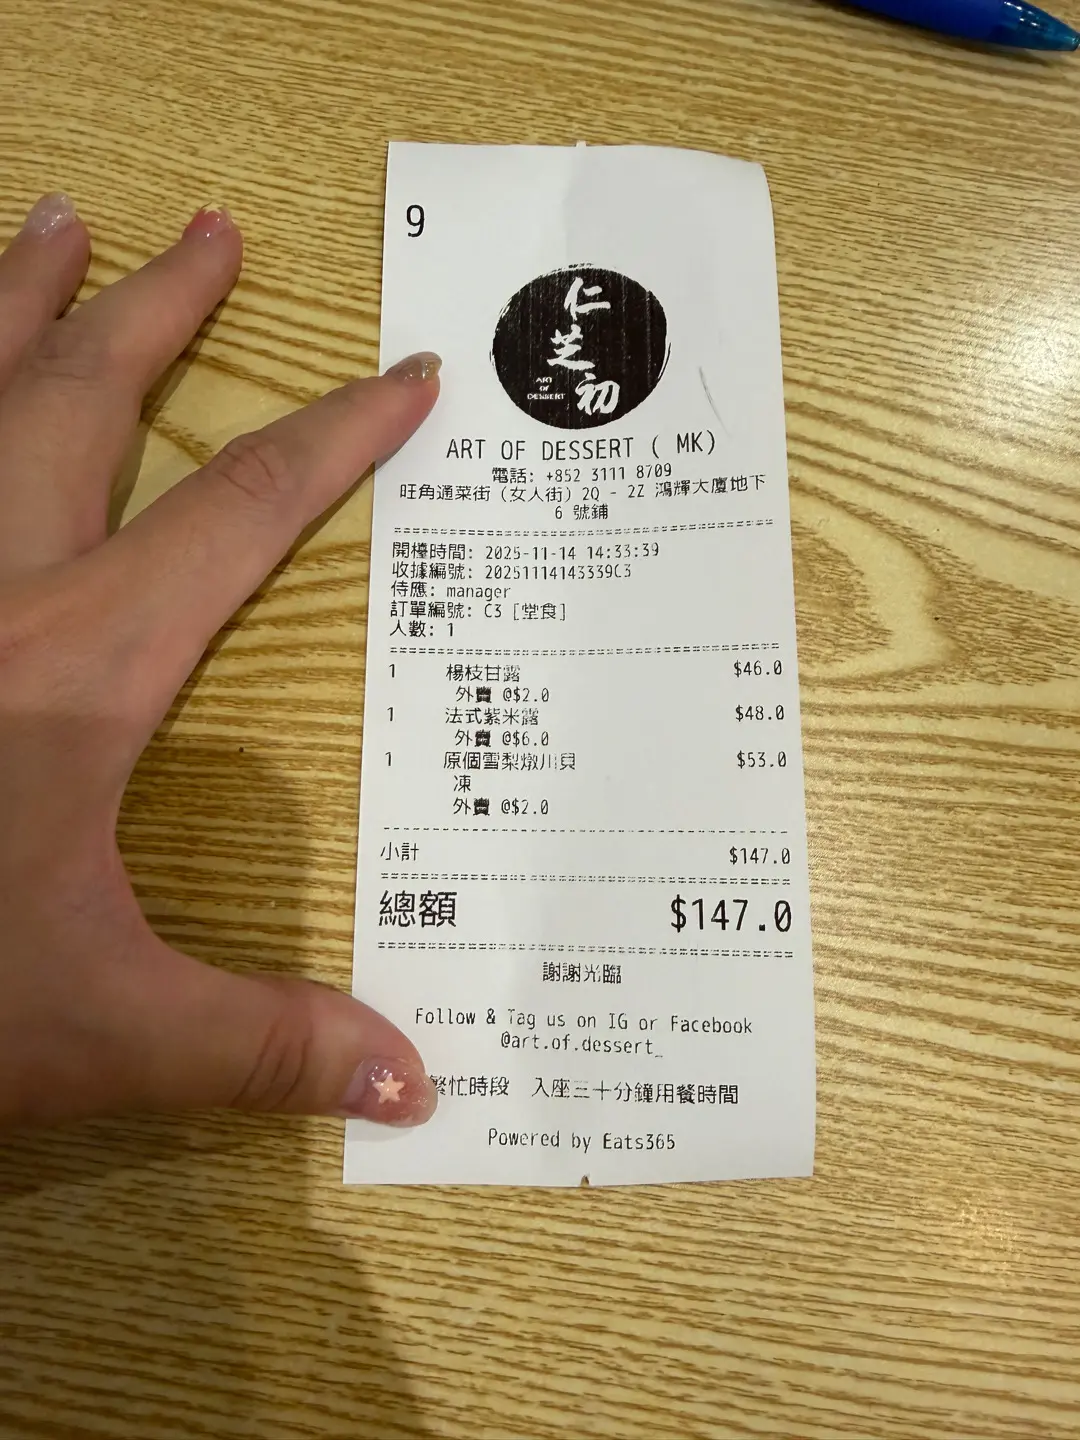 9
仁芝初
ART
OF
DESSERT
ART OF DESSERT ( MK)
電話: +852 3111 8709
旺角通菜街 (女人街) 2Q - 2Z 鴻輝大廈地下
6 號鋪
開檯時間: 2025-11-14 14:33:39
收據編號: 20251114143339C3
侍應: manager
訂單編號: C3 [堂食]
人數: 1
1 楊枝甘露 $46.0
外賣 @$2.0
1 法式紫米露 $48.0
外賣 @$6.0
1 原個雪梨燉川貝 $53.0
凍
外賣 @$2.0
小計 $147.0
總額 $147.0
謝謝光臨
Follow & Tag us on IG or Facebook
@art.of.dessert_
繁忙時段 入座三十分鐘用餐時間
Powered by Eats365